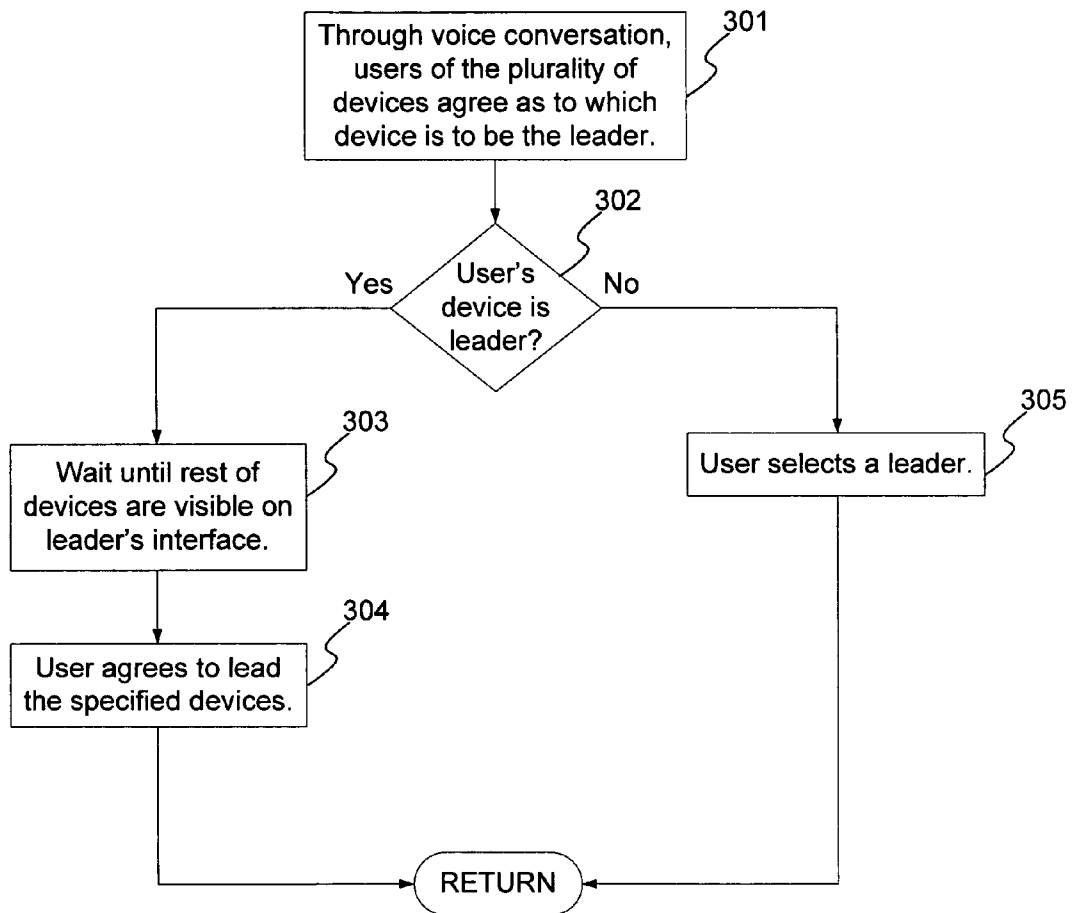 301
Through voice conversation,
users of the plurality of
devices agree as to which
device is to be the leader.
302
Yes
User's
device is
leader?
No
303
Wait until rest of
devices are visible on
leader's interface.
305
User selects a leader.
304
User agrees to lead
the specified devices.
RETURN